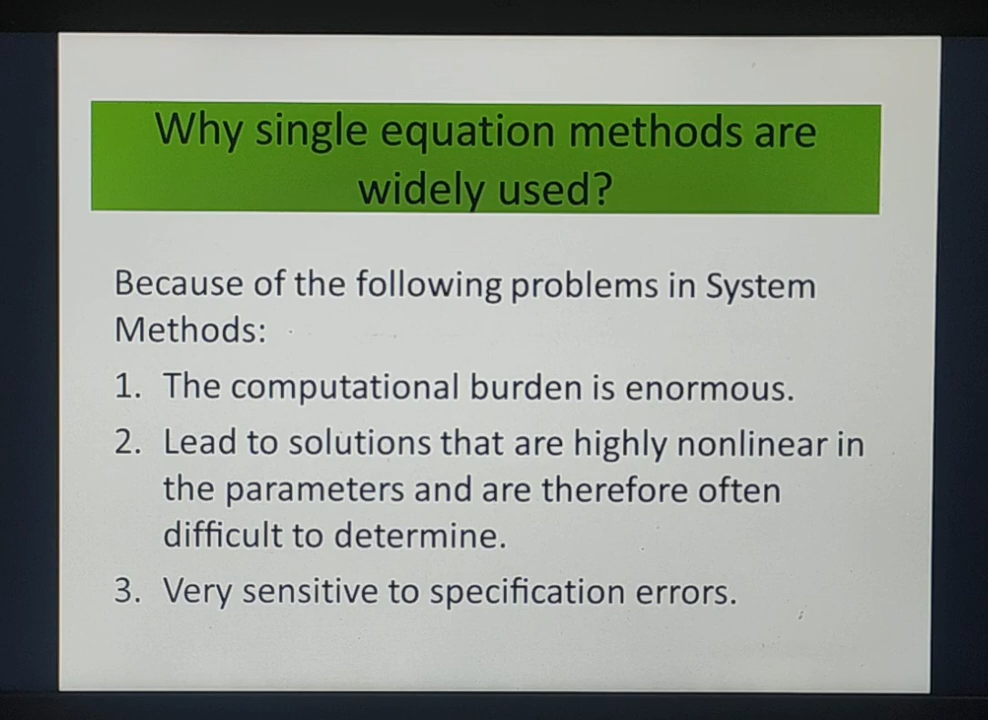 Why single equation methods are
widely used?
Because of the following problems in System
Methods:
1. The computational burden is enormous.
2. Lead to solutions that are highly nonlinear in
the parameters and are therefore often
difficult to determine.
3. Very sensitive to specification errors.